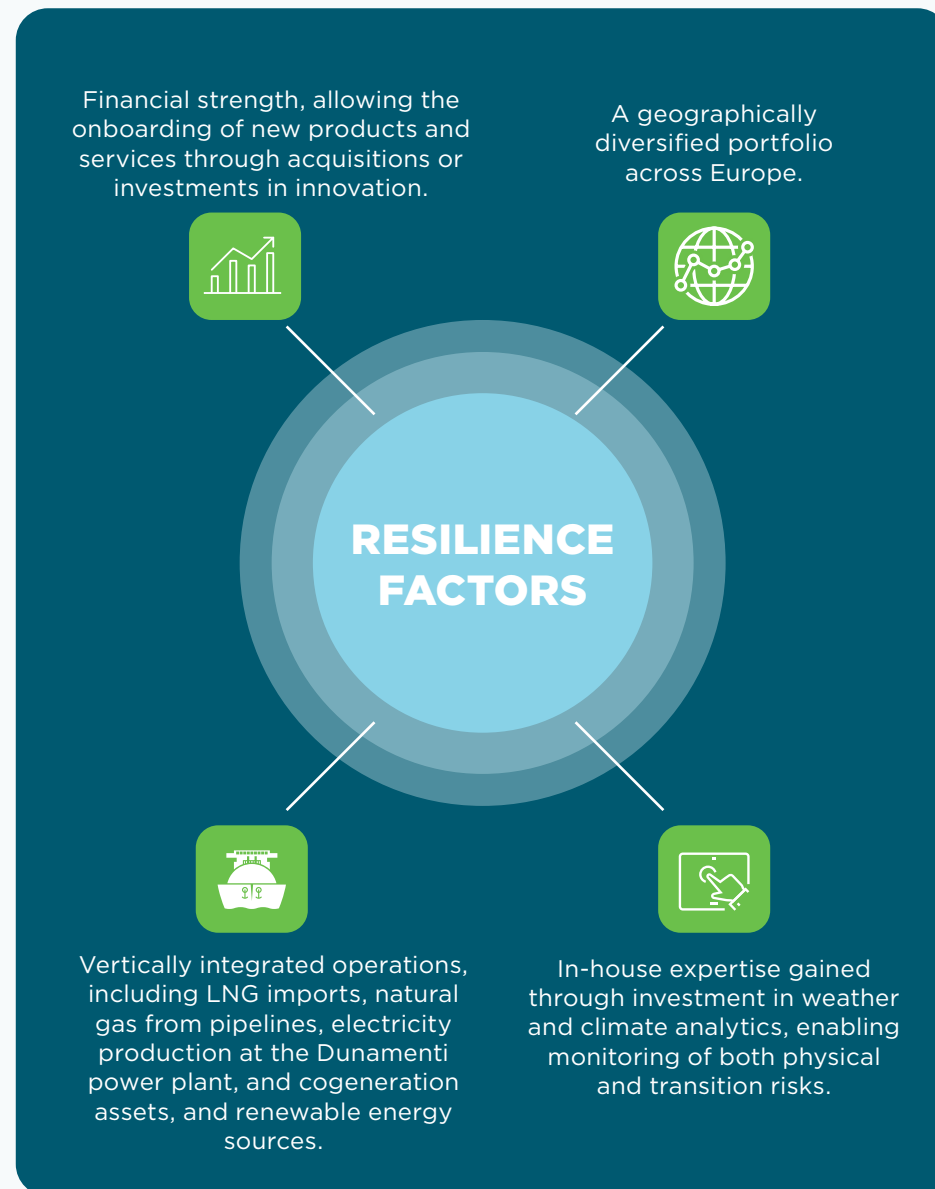 Financial strength, allowing the
onboarding of new products and
services through acquisitions or
investments in innovation.
A geographically
diversified portfolio
across Europe.
RESILIENCE
FACTORS
Vertically integrated operations,
including LNG imports, natural
gas from pipelines, electricity
production at the Dunamenti
power plant, and cogeneration
assets, and renewable energy
sources.
In-house expertise gained
through investment in weather
and climate analytics, enabling
monitoring of both physical
and transition risks.